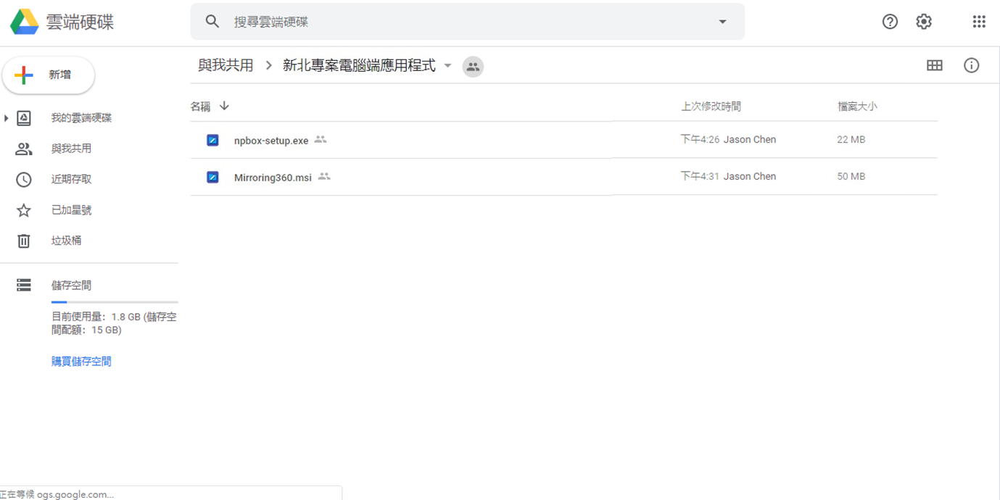 雲端硬碟
搜尋雲端硬碟
新增
我的雲端硬碟
與我共用
近期存取
已加星號
垃圾桶
儲存空間
目前使用量：1.8 GB (儲存空
間配額：15 GB)
購買儲存空間
與我共用 > 新北專案電腦端應用程式
名稱 ↓ 上次修改時間 檔案大小
npbox-setup.exe 下午4:26 Jason Chen 22 MB
Mirroring360.msi 下午4:31 Jason Chen 50 MB
正在等候 ogs.google.com...